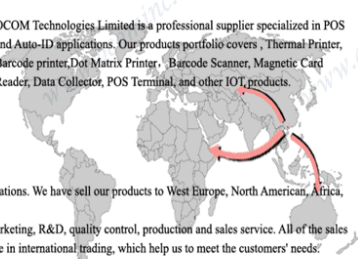 OCOM Technologies Limited is a professional supplier specialized in POS
nd Auto-ID applications. Our products portfolio covers , Thermal Printer,
Barcode printer,Dot Matrix Printer, Barcode Scanner, Magnetic Card
Reader, Data Collector, POS Terminal, and other IOT products.
ations. We have sell our products to West Europe, North American, Africa,
rketing, R&D, quality control, production and sales service. All of the sales
e in international trading, which help us to meet the customers' needs.